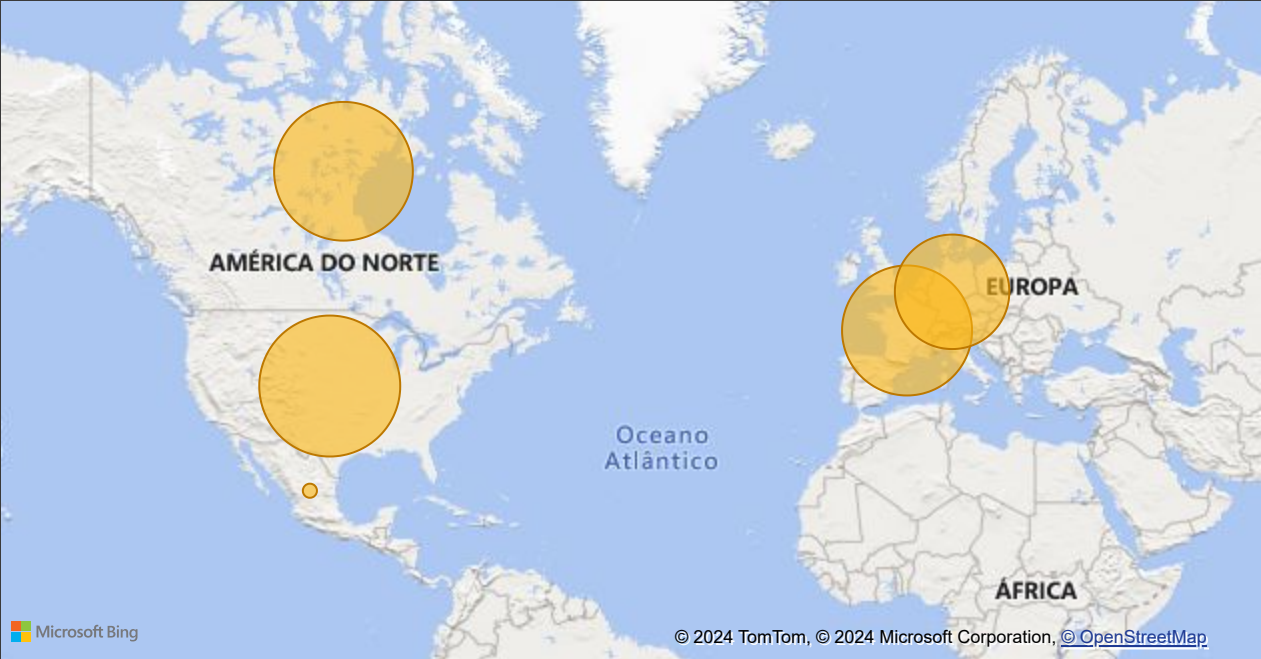 AMÉRICA DO NORTE
EUROPA
Oceano
Atlântico
ÁFRICA
Microsoft Bing
© 2024 TomTom, © 2024 Microsoft Corporation, © OpenStreetMap